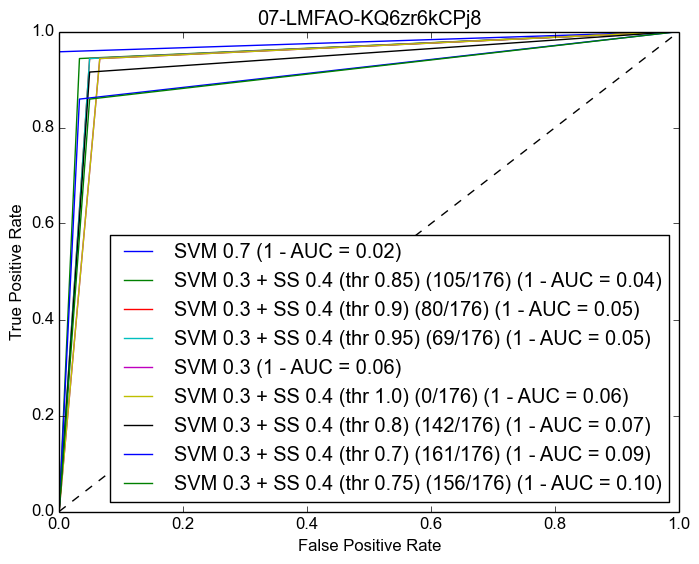 07-LMFAO-KQ6zr6kCPj8
1.0
0.8
0.6
0.4
0.2
0.0
True Positive Rate
SVM 0.7 (1 - AUC = 0.02)
SVM 0.3 + SS 0.4 (thr 0.85) (105/176) (1 - AUC = 0.04)
SVM 0.3 + SS 0.4 (thr 0.9) (80/176) (1 - AUC = 0.05)
SVM 0.3 + SS 0.4 (thr 0.95) (69/176) (1 - AUC = 0.05)
SVM 0.3 (1 - AUC = 0.06)
SVM 0.3 + SS 0.4 (thr 1.0) (0/176) (1 - AUC = 0.06)
SVM 0.3 + SS 0.4 (thr 0.8) (142/176) (1 - AUC = 0.07)
SVM 0.3 + SS 0.4 (thr 0.7) (161/176) (1 - AUC = 0.09)
SVM 0.3 + SS 0.4 (thr 0.75) (156/176) (1 - AUC = 0.10)
0.0 0.2 0.4 0.6 0.8 1.0
False Positive Rate